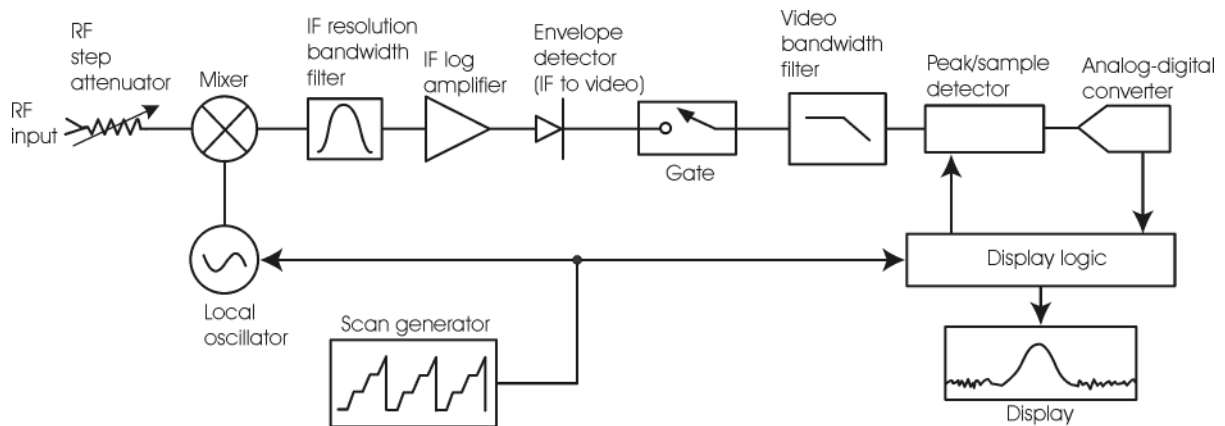 RF
step
attenuator
RF
input
Mixer
IF resolution
bandwidth
filter
IF log
amplifier
Envelope
detector
(IF to video)
Gate
Video
bandwidth
filter
Peak/sample
detector
Analog-digital
converter
Local
oscillator
Scan generator
Display logic
Display